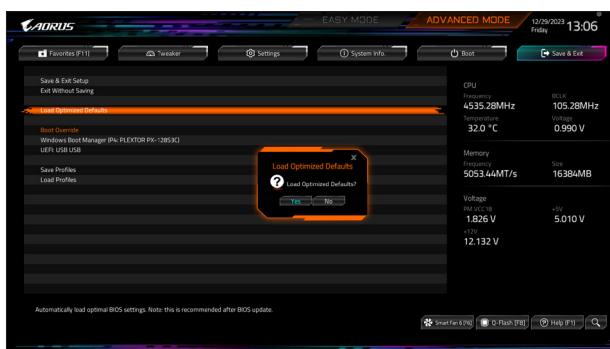 AORUS
EASY MODE
ADVANCED MODE
12/29/2023
Friday
13:06
Favorites (F11)
Tweaker
Settings
System Info.
Boot
Save & Exit
Save & Exit Setup
Exit Without Saving
Load Optimized Defaults
Boot Override
Windows Boot Manager (P4: PLEXTOR PX-128S3C)
UEFI: USB USB
Save Profiles
Load Profiles
Load Optimized Defaults
X
Load Optimized Defaults?
Yes
No
CPU
Frequency
BCLK
4535.28MHz
105.28MHz
Temperature
Voltage
32.0 °C
0.990 V
Memory
Frequency
Size
5053.44MT/s
16384MB
Voltage
PM VCC18
+5V
1.826 V
5.010 V
+12V
12.132 V
Automatically load optimal BIOS settings. Note: this is recommended after BIOS update.
Smart Fan 6 [F6]
Q-Flash [F8]
Help (F1)